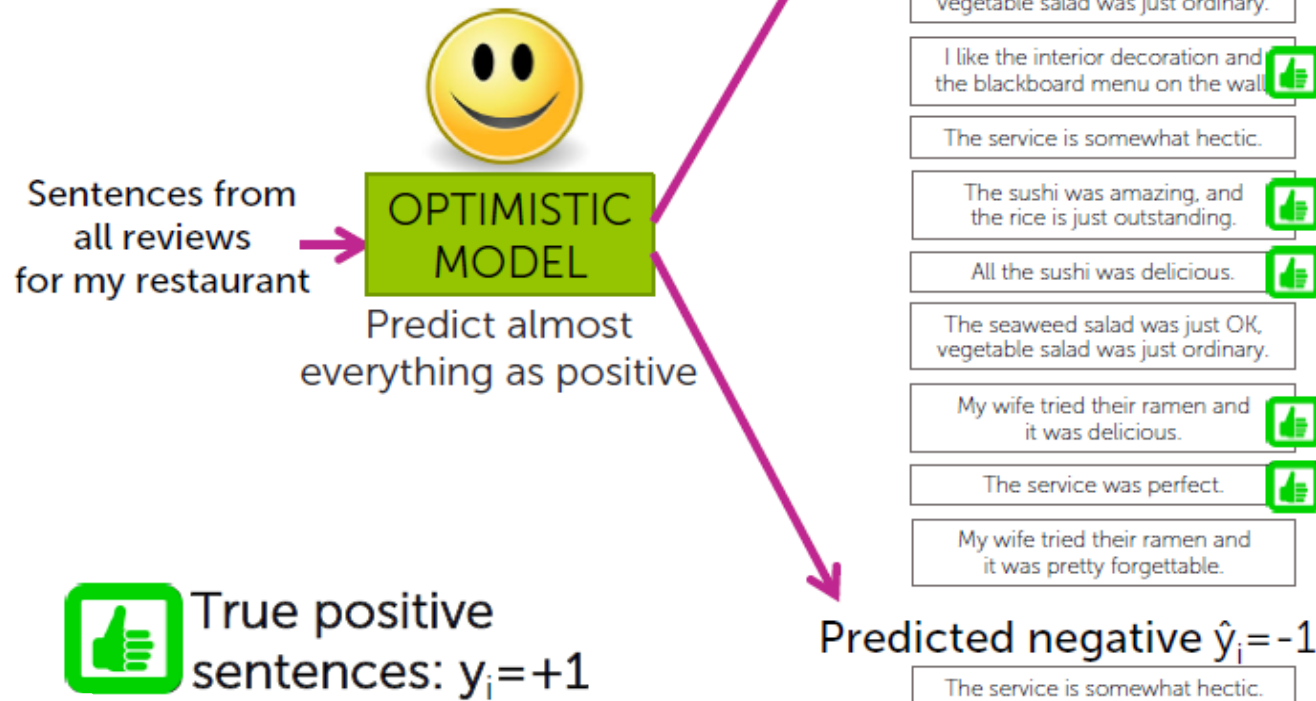 vegetable salad was just ordinary.
I like the interior decoration and
the blackboard menu on the wall
The service is somewhat hectic.
Sentences from
all reviews
for my restaurant
OPTIMISTIC
MODEL
Predict almost
everything as positive
The sushi was amazing, and
the rice is just outstanding.
All the sushi was delicious.
The seaweed salad was just OK,
vegetable salad was just ordinary.
My wife tried their ramen and
it was delicious.
The service was perfect.
My wife tried their ramen and
it was pretty forgettable.
True positive
sentences: yᵢ=+1
Predicted negative ŷᵢ=-1
The service is somewhat hectic.